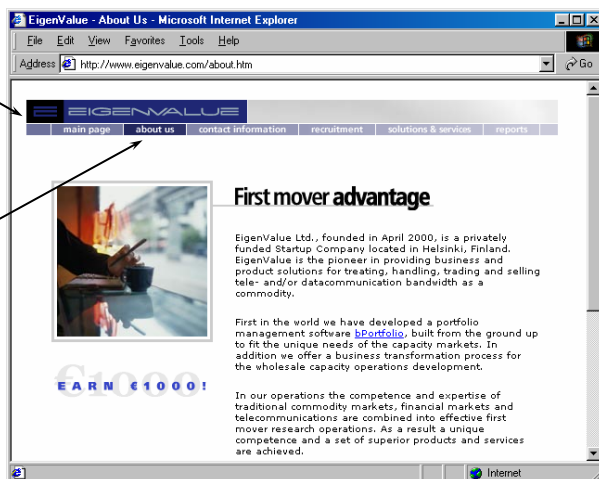 EigenValue - About Us - Microsoft Internet Explorer
File Edit View Favorites Tools Help
Address http://www.eigenvalue.com/about.htm Go
EIGENVALUE
main page about us contact information recruitment solutions & services reports
First mover advantage
EigenValue Ltd., founded in April 2000, is a privately
funded Startup Company located in Helsinki, Finland.
EigenValue is the pioneer in providing business and
product solutions for treating, handling, trading and selling
tele- and/or datacommunication bandwidth as a
commodity.
First in the world we have developed a portfolio
management software bPortfolio, built from the ground up
to fit the unique needs of the capacity markets. In
addition we offer a business transformation process for
the wholesale capacity operations development.
€1000
EARN €1000!
In our operations the competence and expertise of
traditional commodity markets, financial markets and
telecommunications are combined into effective first
mover research operations. As a result a unique
competence and a set of superior products and services
are achieved.
Internet